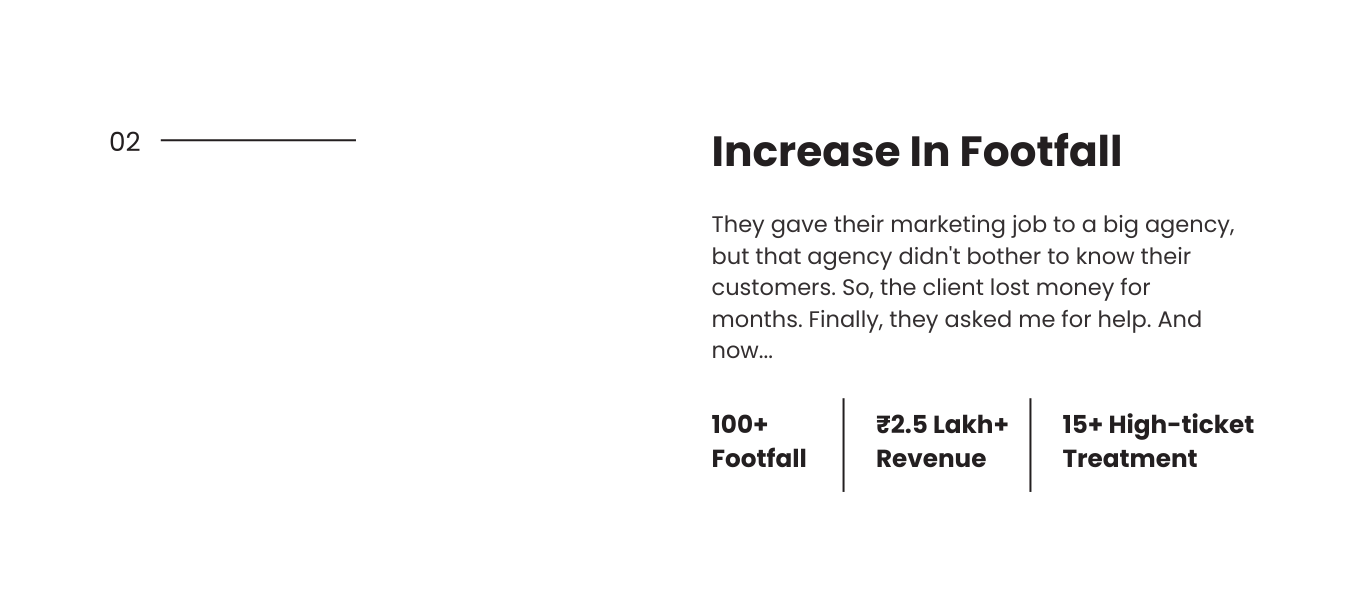 02
Increase In Footfall
They gave their marketing job to a big agency,
but that agency didn't bother to know their
customers. So, the client lost money for
months. Finally, they asked me for help. And
now...
100+
Footfall
₹2.5 Lakh+
Revenue
15+ High-ticket
Treatment